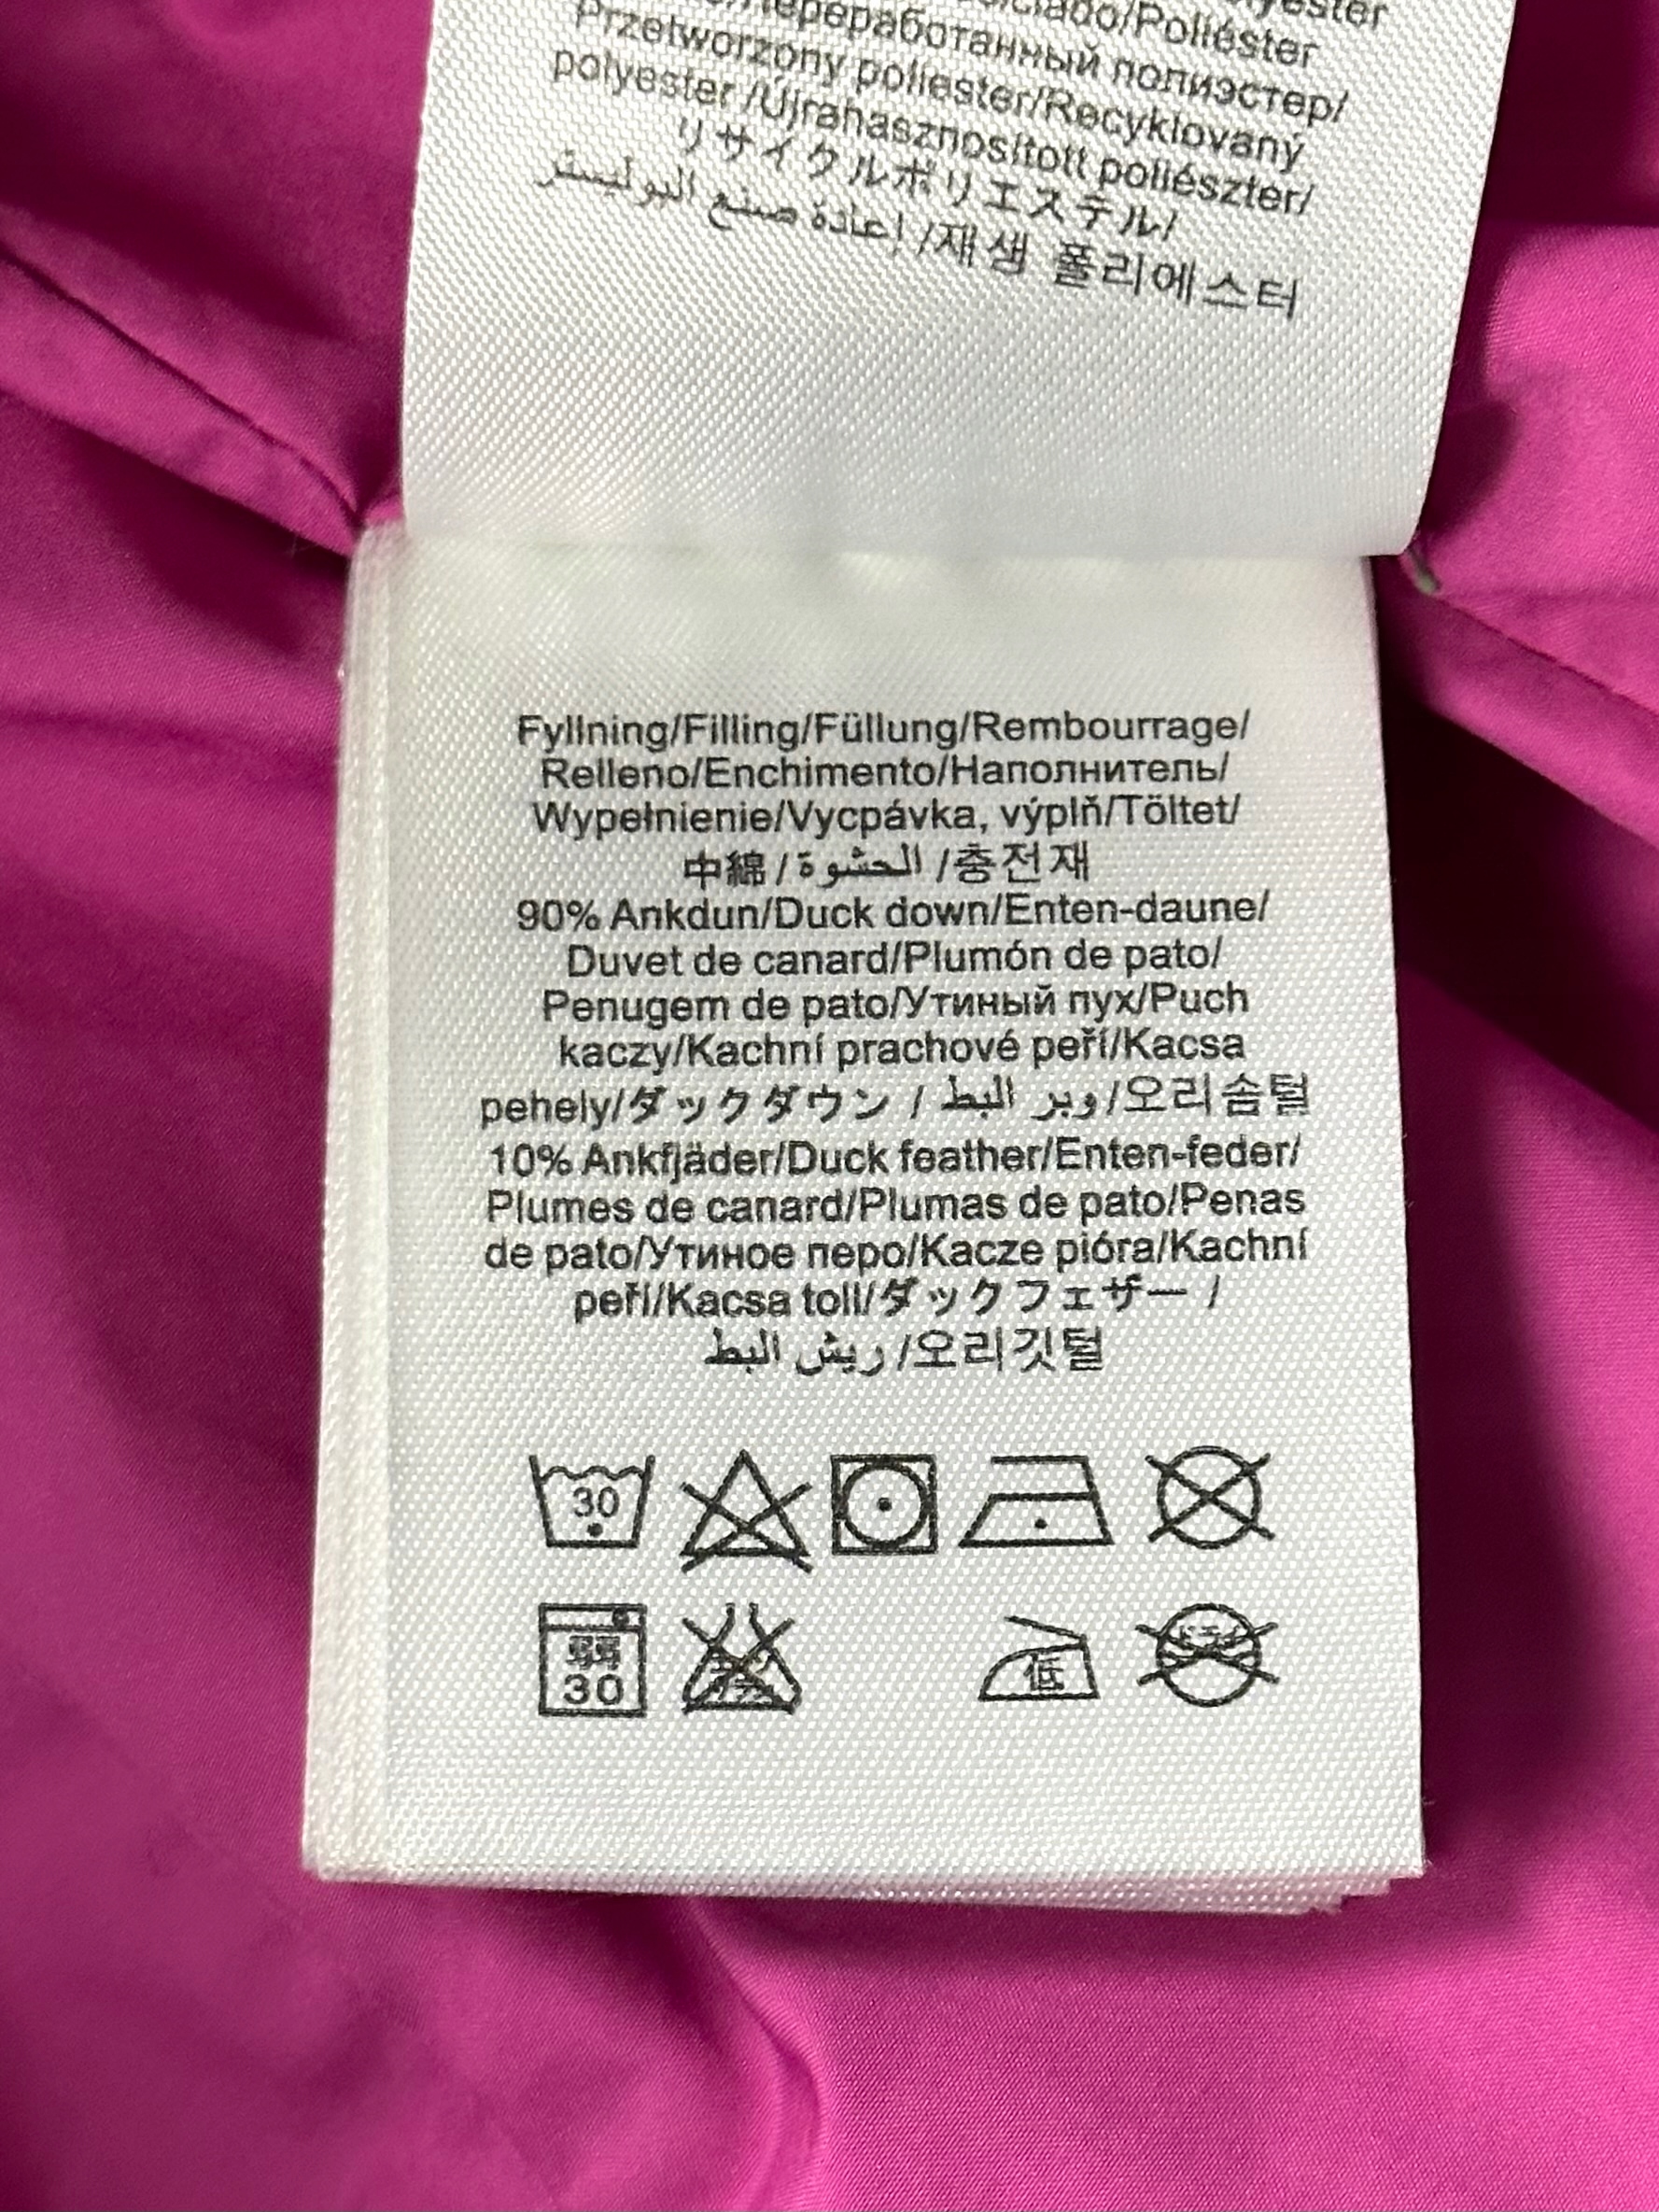 /Poliéster
переработанный полиэстер/
Przetworzony poliester/Recyklovaný
polyester /Újrahasznosított poliészter/
リサイクルポリエステル/
إعادة صنع البوليستر /재생 폴리에스터
Fyllning/Filling/Füllung/Rembourrage/
Relleno/Enchimento/Наполнитель/
Wypełnienie/Vycpávka, výplň/Töltet/
中綿/الحشوة /충전재
90% Ankdun/Duck down/Enten-daune/
Duvet de canard/Plumón de pato/
Penugem de pato/Утиный пух/Puch
kaczy/Kachní prachové peří/Kacsa
pehely/ダックダウン / وبر البط/오리솜털
10% Ankfjäder/Duck feather/Enten-feder/
Plumes de canard/Plumas de pato/Penas
de pato/Утиное перо/Kacze pióra/Kachní
peří/Kacsa toll/ダックフェザー /
ريش البط/오리깃털
30
弱
30
低